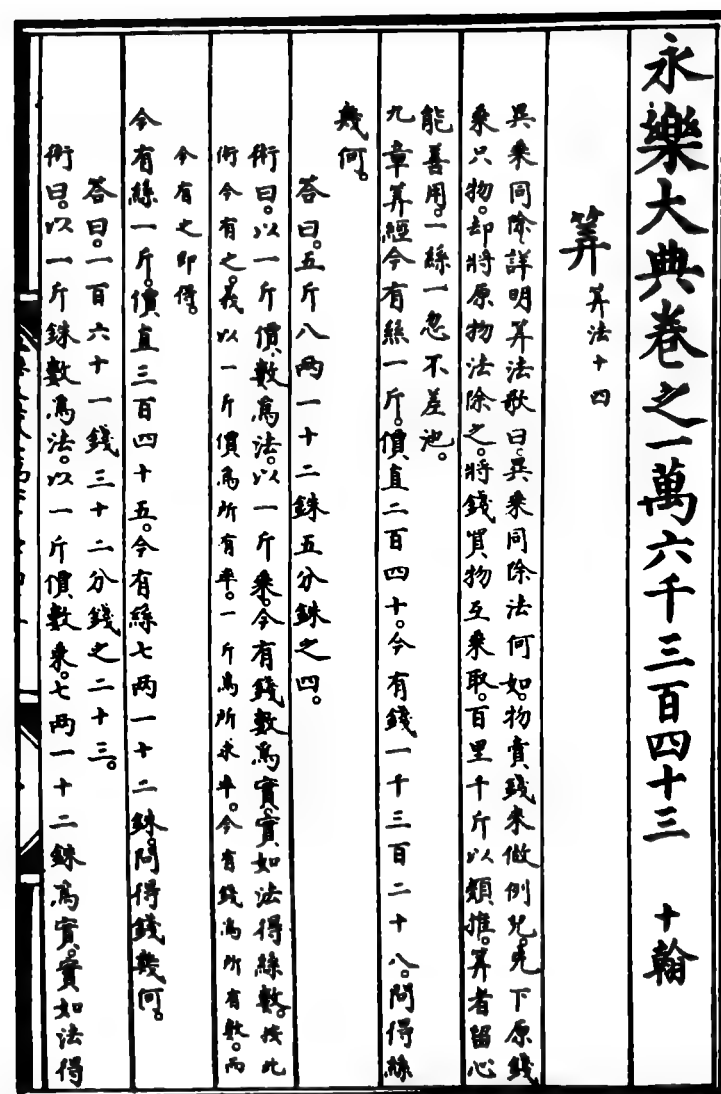 永樂大典卷之一萬六千三百四十三 十翰
筭 筭法十四
異乘同除。詳明筭法歌曰。異乘同除法何如。物賣錢來做例兒。先下原錢
乘只物。却將原物法除之。將錢買物互乘取。百里千斤以類推。筭者留心
能善用。一絲一忽不差池。
九章筭經今有絲一斤。價直二百四十。今有錢一千三百二十八。問得絲
幾何。
荅曰。五斤八兩一十二銖五分銖之四。
術曰。以一斤價數為法。以一斤乘。今有錢數為實。實如法得絲數。按此
術今有之。義以一斤價為所有率。一斤為所求率。今有錢為所有數。而
今有之即得。
今有絲一斤。價直三百四十五。今有絲七兩一十二銖。問得錢幾何。
荅曰。一百六十一錢三十二分錢之二十三。
術曰。以一斤銖數為法。以一斤價數乘。七兩一十二銖為實。實如法得